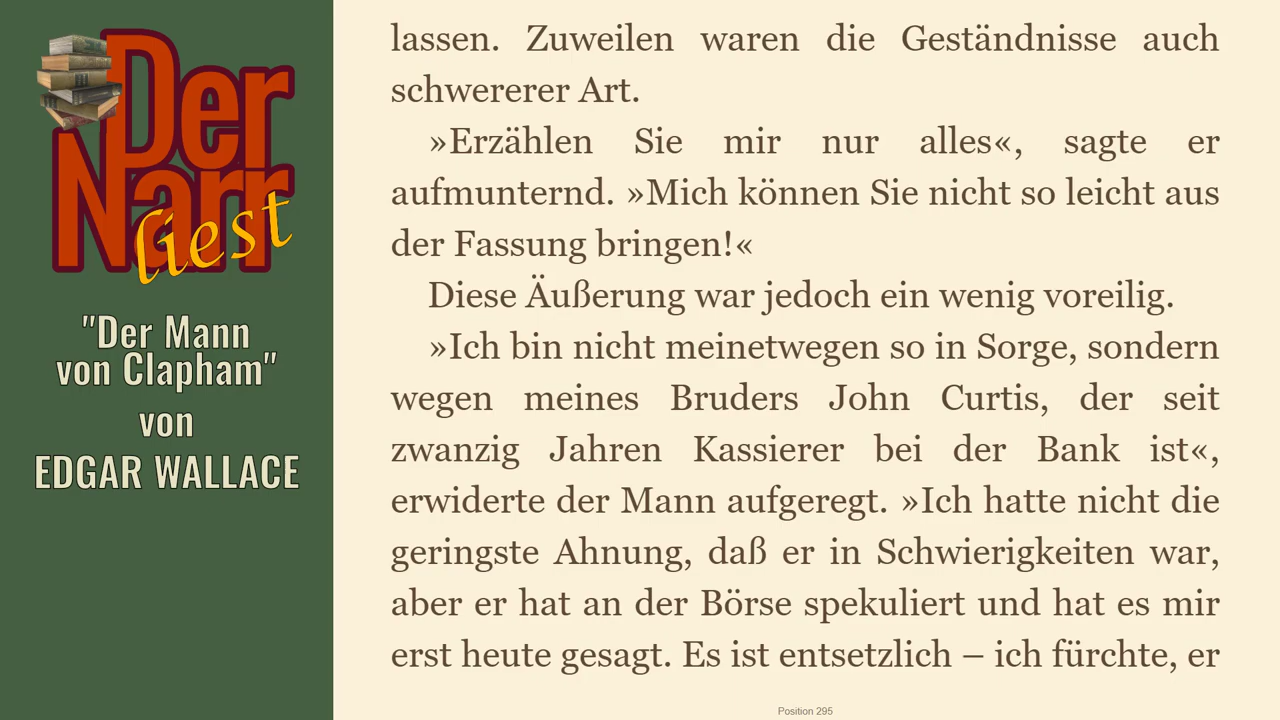 Der
Narr
liest
"Der Mann
von Clapham"
von
EDGAR WALLACE
lassen. Zuweilen waren die Geständnisse auch
schwererer Art.
»Erzählen Sie mir nur alles«, sagte er
aufmunternd. »Mich können Sie nicht so leicht aus
der Fassung bringen!«
Diese Äußerung war jedoch ein wenig voreilig.
»Ich bin nicht meinetwegen so in Sorge, sondern
wegen meines Bruders John Curtis, der seit
zwanzig Jahren Kassierer bei der Bank ist«,
erwiderte der Mann aufgeregt. »Ich hatte nicht die
geringste Ahnung, daß er in Schwierigkeiten war,
aber er hat an der Börse spekuliert und hat es mir
erst heute gesagt. Es ist entsetzlich – ich fürchte, er
Position 295